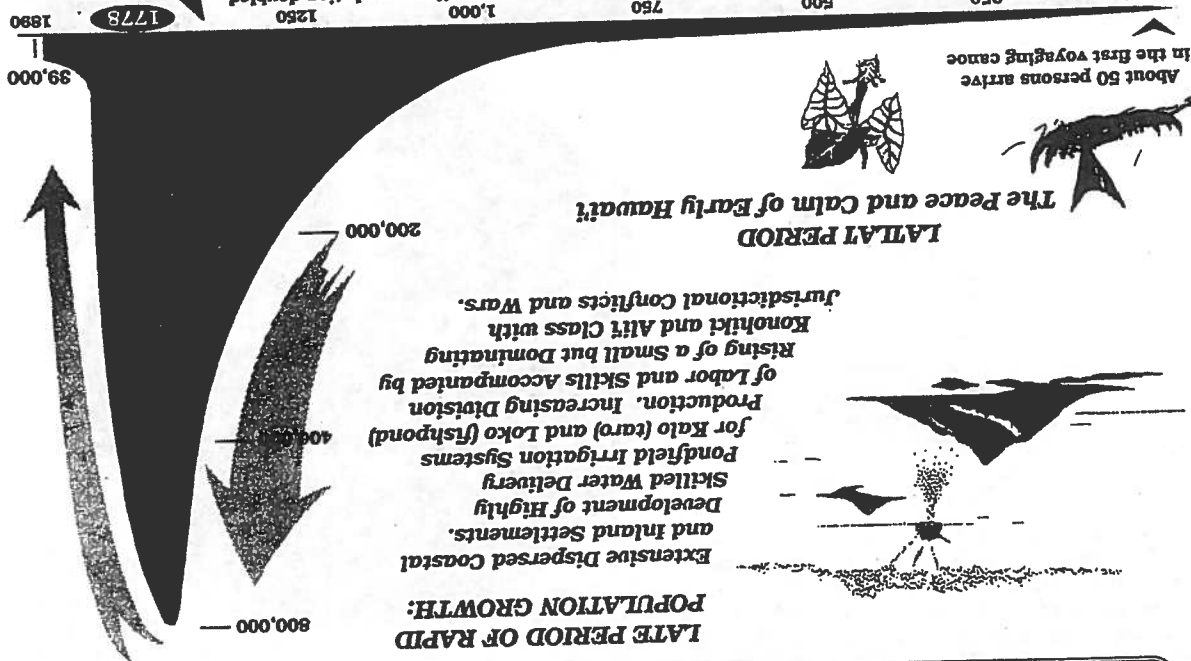 LATE PERIOD OF RAPID
POPULATION GROWTH:
800,000
Extensive Dispersed Coastal
and Inland Settlements.
Development of Highly
Skilled Water Delivery
Pondfield Irrigation Systems
for Kalo (taro) and Loko (fishpond)
Production. Increasing Division
of Labor and Skills Accompanied by
Rising of a Small but Dominating
Konohiki and Ali'i Class with
Jurisdictional Conflicts and Wars.
400,000
LATILAT PERIOD
The Peace and Calm of Early Hawai'i
200,000
About 50 persons arrive
in the first voyaging canoe
39,000
500 750 1,000 1250 1778 1890
doubled